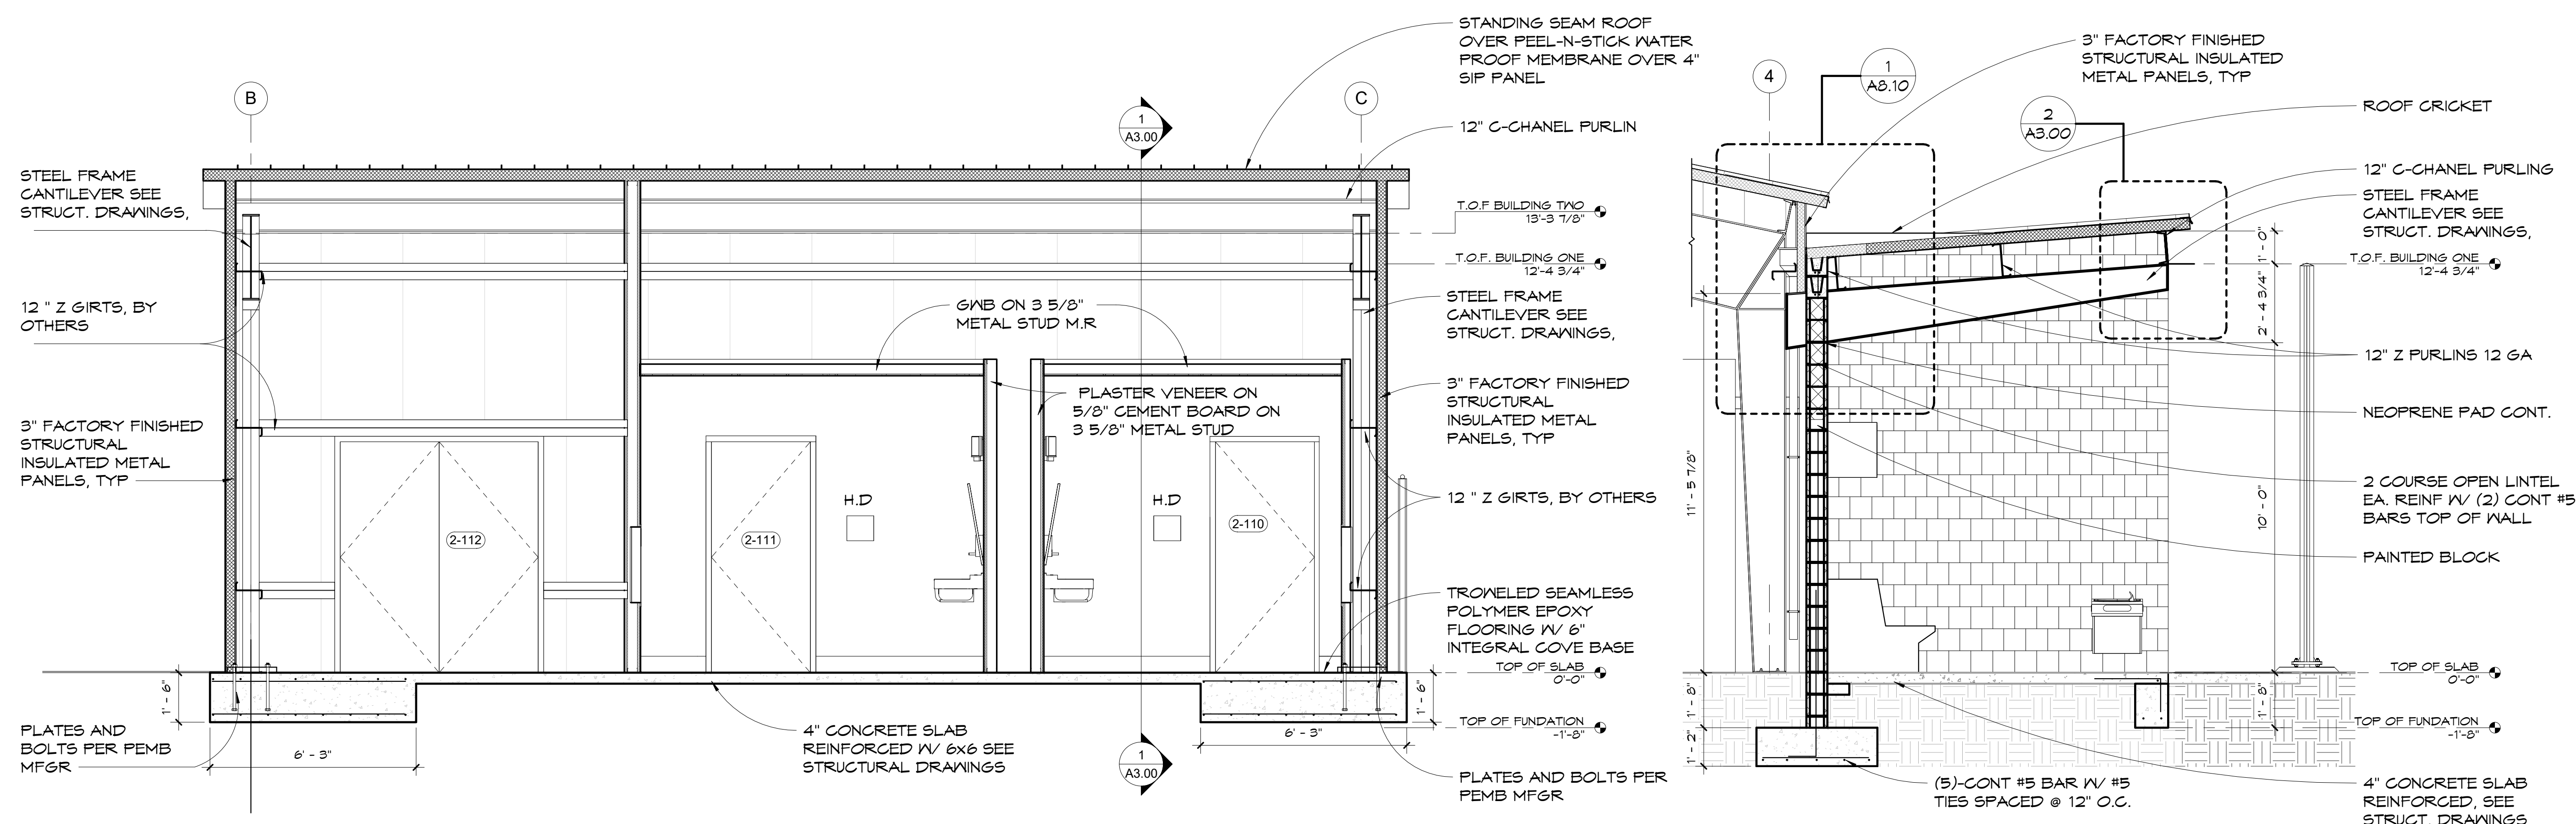 STANDING SEAM ROOF
OVER PEEL-N-STICK WATER
PROOF MEMBRANE OVER 4"
SIP PANEL
B
1
A3.00
C
12" C-CHANEL PURLIN
STEEL FRAME
CANTILEVER SEE
STRUCT. DRAWINGS,
T.O.F BUILDING TWO
13'-3 7/8"
T.O.F. BUILDING ONE
12'-4 3/4"
12 " Z GIRTS, BY
OTHERS
GWB ON 3 5/8"
METAL STUD M.R
STEEL FRAME
CANTILEVER SEE
STRUCT. DRAWINGS,
PLASTER VENEER ON
5/8" CEMENT BOARD ON
3 5/8" METAL STUD
3" FACTORY FINISHED
STRUCTURAL
INSULATED METAL
PANELS, TYP
3" FACTORY FINISHED
STRUCTURAL
INSULATED METAL
PANELS, TYP
H.D
H.D
12 " Z GIRTS, BY OTHERS
2-112
2-111
2-110
TROWELED SEAMLESS
POLYMER EPOXY
FLOORING W/ 6"
INTEGRAL COVE BASE
TOP OF SLAB
0'-0"
1' - 6"
1' - 6"
TOP OF FUNDATION
-1'-8"
PLATES AND
BOLTS PER PEMB
MFGR
6' - 3"
4" CONCRETE SLAB
REINFORCED W/ 6x6 SEE
STRUCTURAL DRAWINGS
6' - 3"
1
A3.00
PLATES AND BOLTS PER
PEMB MFGR
4
1
A8.10
3" FACTORY FINISHED
STRUCTURAL INSULATED
METAL PANELS, TYP
2
A3.00
ROOF CRICKET
12" C-CHANEL PURLING
STEEL FRAME
CANTILEVER SEE
STRUCT. DRAWINGS,
1' - 0"
T.O.F. BUILDING ONE
12'-4 3/4"
2' - 4 3/4"
12" Z PURLINS 12 GA
NEOPRENE PAD CONT.
11' - 5 7/8"
10' - 0"
2 COURSE OPEN LINTEL
EA. REINF W/ (2) CONT #5
BARS TOP OF WALL
PAINTED BLOCK
TOP OF SLAB
0'-0"
1' - 8"
1' - 8"
TOP OF FUNDATION
-1'-8"
1' - 2"
(5)-CONT #5 BAR W/ #5
TIES SPACED @ 12" O.C.
4" CONCRETE SLAB
REINFORCED, SEE
STRUCT. DRAWINGS